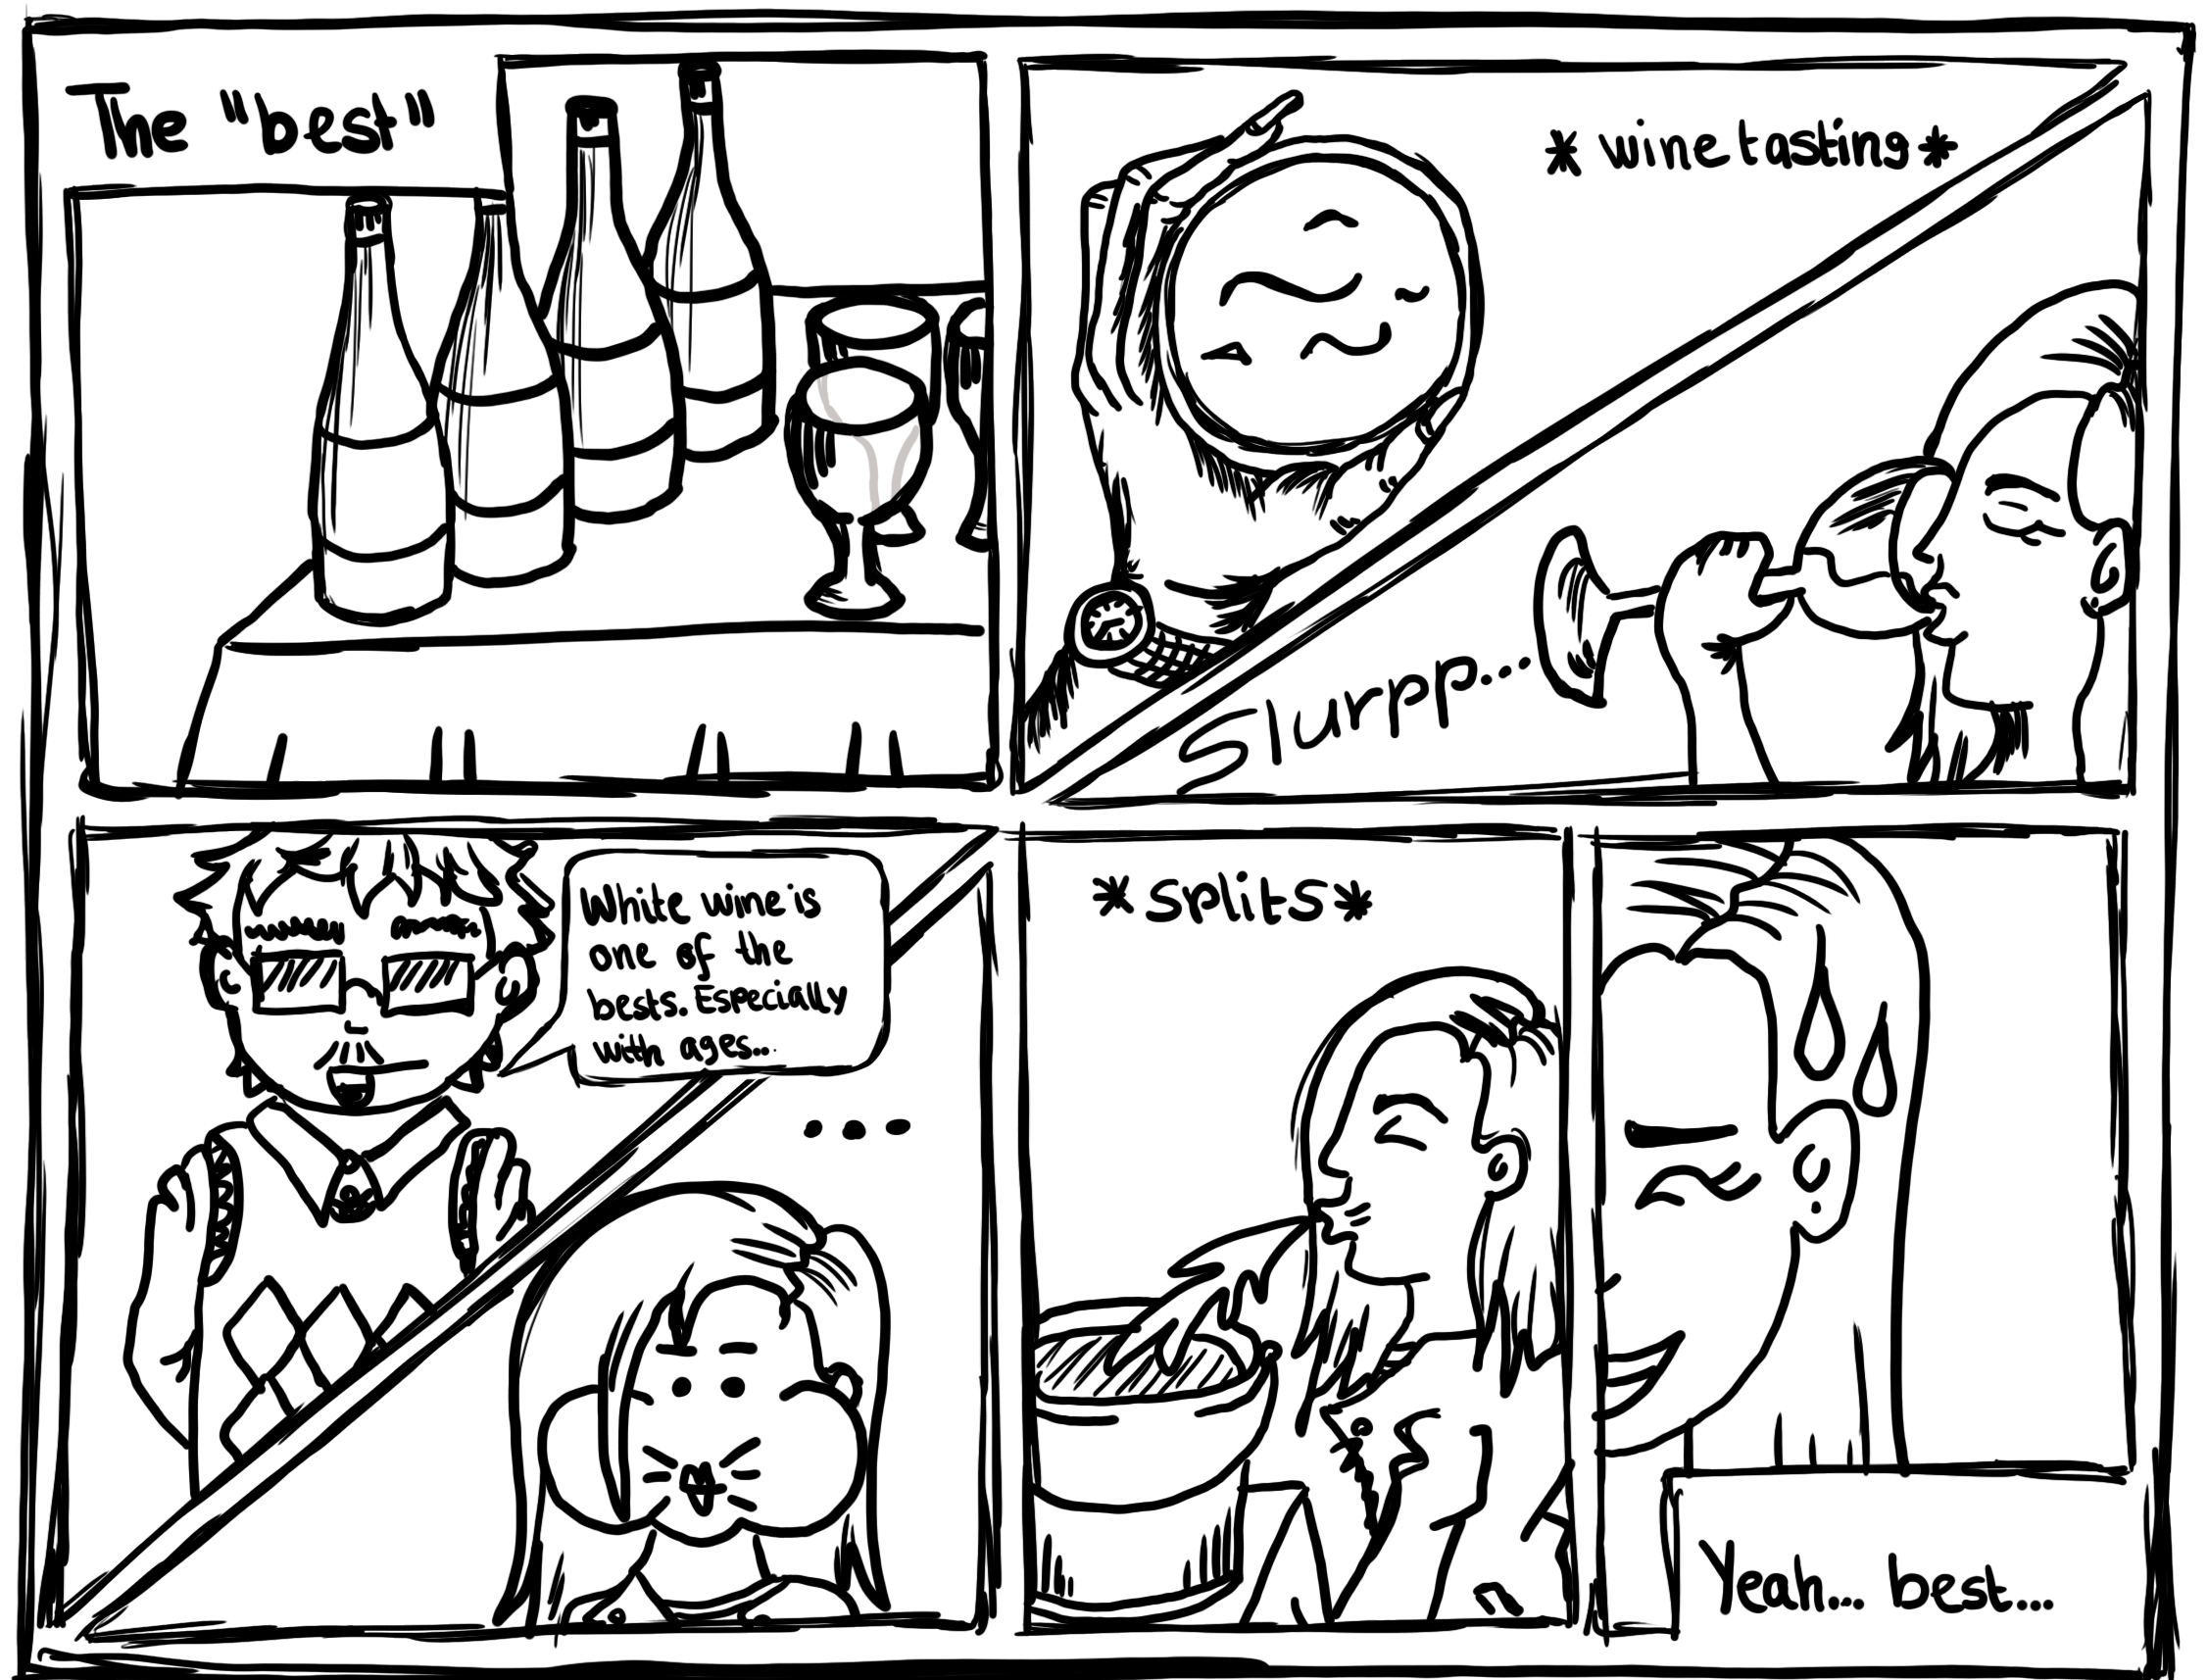 The "best"
* wine tasting *
Slurpp...
White wine is
one of the
bests. Especially
with ages...
...
*splits*
Yeah... best...